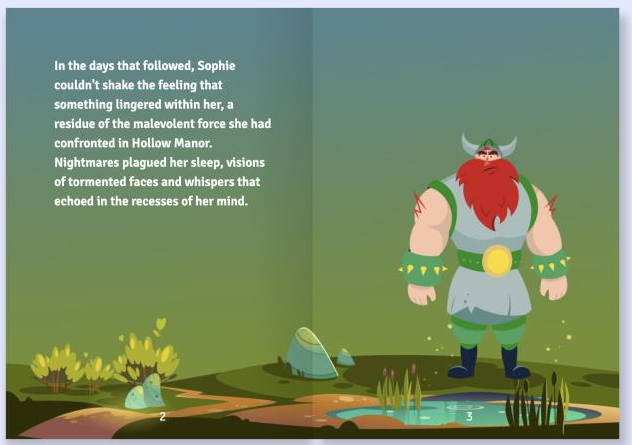 In the days that followed, Sophie
couldn't shake the feeling that
something lingered within her, a
residue of the malevolent force she had
confronted in Hollow Manor.
Nightmares plagued her sleep, visions
of tormented faces and whispers that
echoed in the recesses of her mind.
2
3